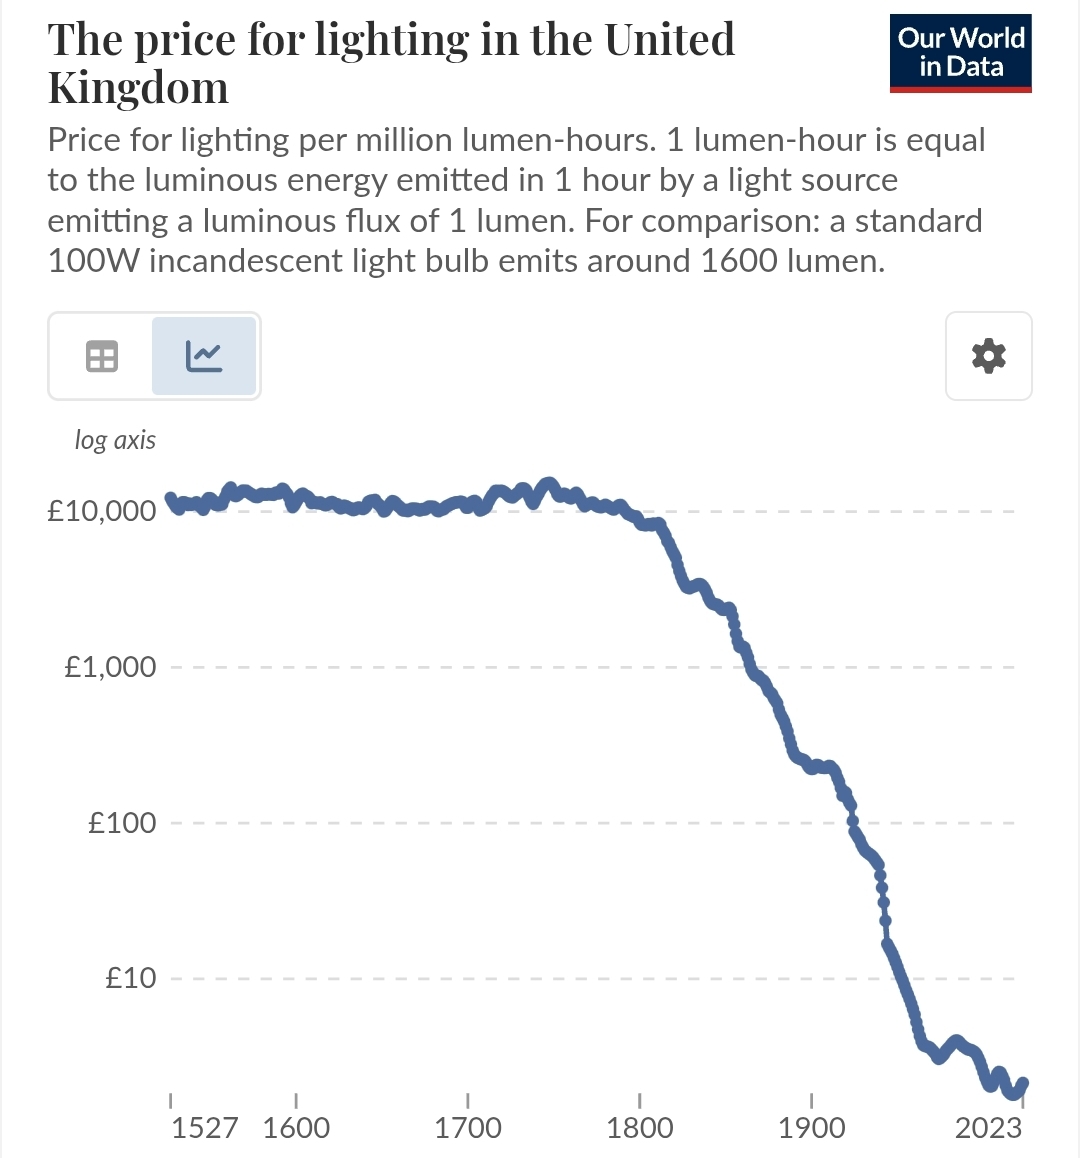 The price for lighting in the United
Kingdom
Our World
in Data
Price for lighting per million lumen-hours. 1 lumen-hour is equal
to the luminous energy emitted in 1 hour by a light source
emitting a luminous flux of 1 lumen. For comparison: a standard
100W incandescent light bulb emits around 1600 lumen.
log axis
£10,000
£1,000
£100
£10
1527 1600 1700 1800 1900 2023